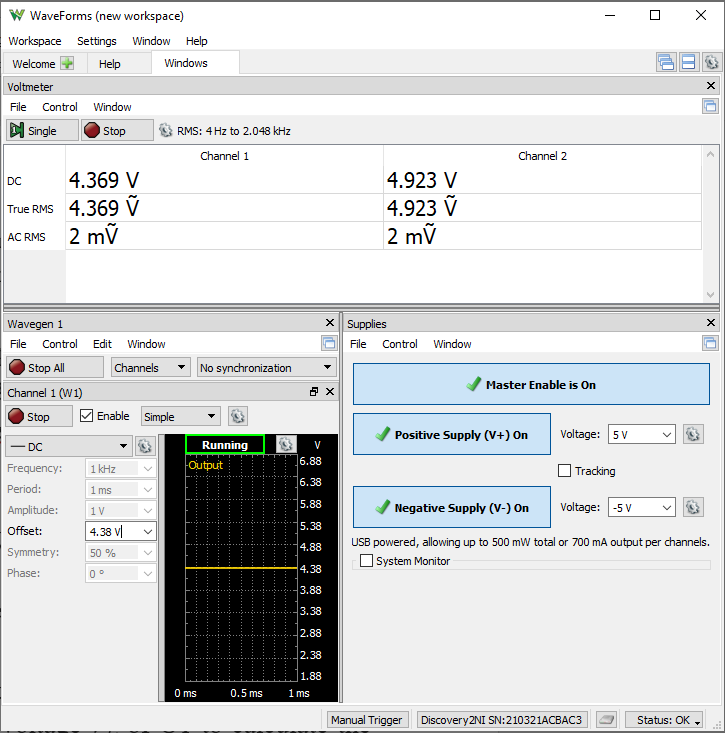 WaveForms (new workspace)
Workspace Settings Window Help
Welcome Help Windows
Voltmeter
File Control Window
Single Stop RMS: 4 Hz to 2.048 kHz
Channel 1 Channel 2
DC 4.369 V 4.923 V
True RMS 4.369 Ṽ 4.923 Ṽ
AC RMS 2 mṼ 2 mṼ
Wavegen 1
File Control Edit Window
Stop All Channels No synchronization
Channel 1 (W1)
Stop Enable Simple
DC
Frequency: 1 kHz
Period: 1 ms
Amplitude: 1 V
Offset: 4.38 V
Symmetry: 50 %
Phase: 0 °
Running V
Output
6.88
6.38
5.88
5.38
4.88
4.38
3.88
3.38
2.88
2.38
1.88
0 ms 0.5 ms 1 ms
Supplies
File Control Window
Master Enable is On
Positive Supply (V+) On Voltage: 5 V
Tracking
Negative Supply (V-) On Voltage: -5 V
USB powered, allowing up to 500 mW total or 700 mA output per channels.
System Monitor
Manual Trigger Discovery2NI SN:210321ACBAC3 Status: OK